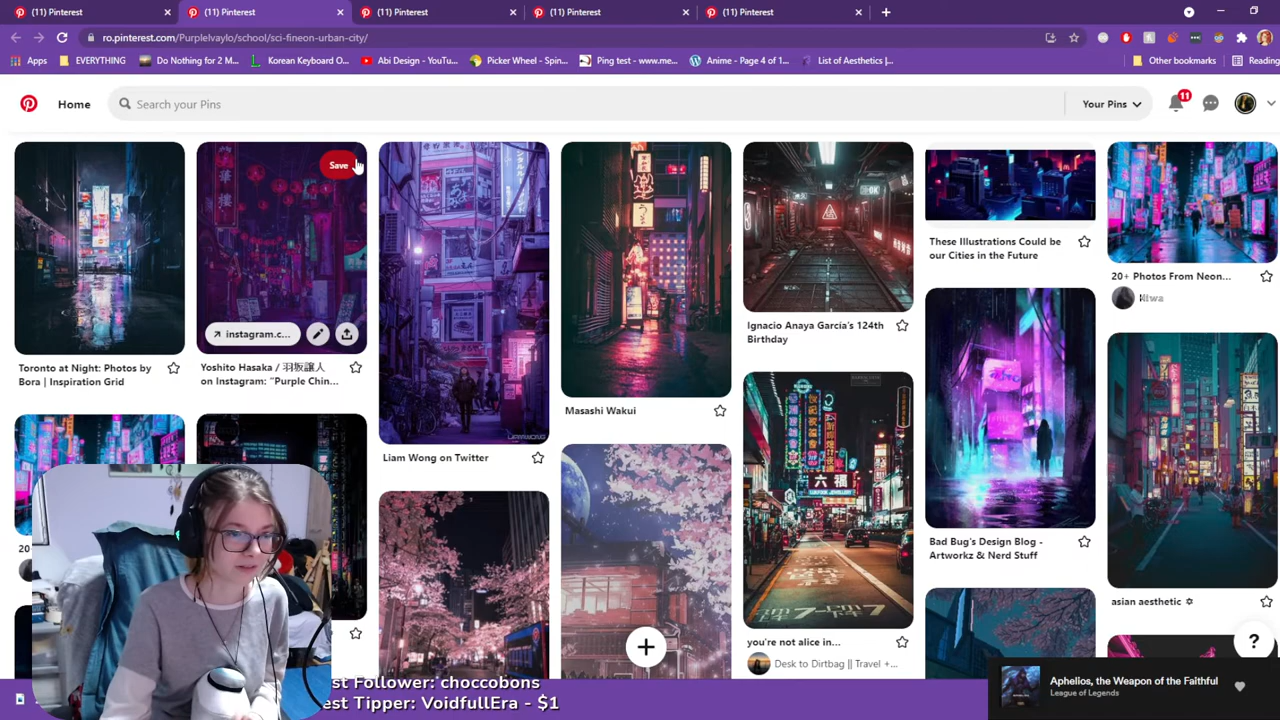 (11) Pinterest
(11) Pinterest
(11) Pinterest
(11) Pinterest
(11) Pinterest
ro.pinterest.com/Purplelvaylo/school/sci-fineon-urban-city/
Apps
EVERYTHING
Do Nothing for 2 M...
Korean Keyboard O...
Abi Design - YouTu...
Picker Wheel - Spin...
Ping test - www.me...
Anime - Page 4 of 1...
List of Aesthetics |...
Other bookmarks
Reading
Home
Search your Pins
Your Pins
11
Save
instagram.c...
Toronto at Night: Photos by
Bora | Inspiration Grid
Yoshito Hasaka / 羽坂譲人
on Instagram: "Purple Chin...
Liam Wong on Twitter
Masashi Wakui
Ignacio Anaya García's 124th
Birthday
These Illustrations Could be
our Cities in the Future
20+ Photos From Neon...
Kiwa
六福
you're not alice in...
Desk to Dirtbag || Travel +...
Bad Bug's Design Blog -
Artworkz & Nerd Stuff
asian aesthetic ✡
20
?
Aphelios, the Weapon of the Faithful
League of Legends
st Follower: choccobons
est Tipper: VoidfullEra - $1